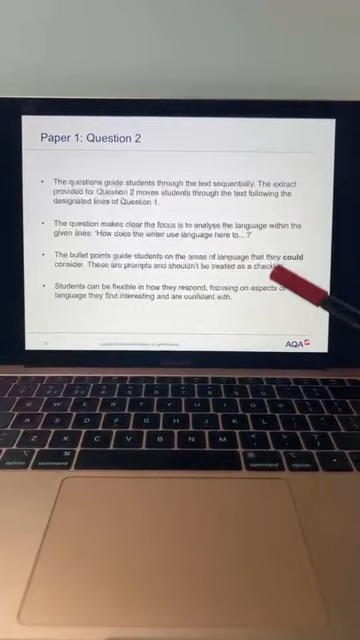 Paper 1: Question 2
• The questions guide students through the text sequentially. The extract
provided for Question 2 moves students through the text following the
designated lines of Question 1.
• The question makes clear the focus is to analyse the language within the
given lines: 'How does the writer use language here to...?'
• The bullet points guide students on the areas of language that they could
consider. These are prompts and shouldn't be treated as a
• Students can be flexible in how they respond, focusing on aspects
language they find interesting and are confident with.
AQA
Q W E R T Y U I O P
A S D F G H J K L
Z X C V B N M
option command command option